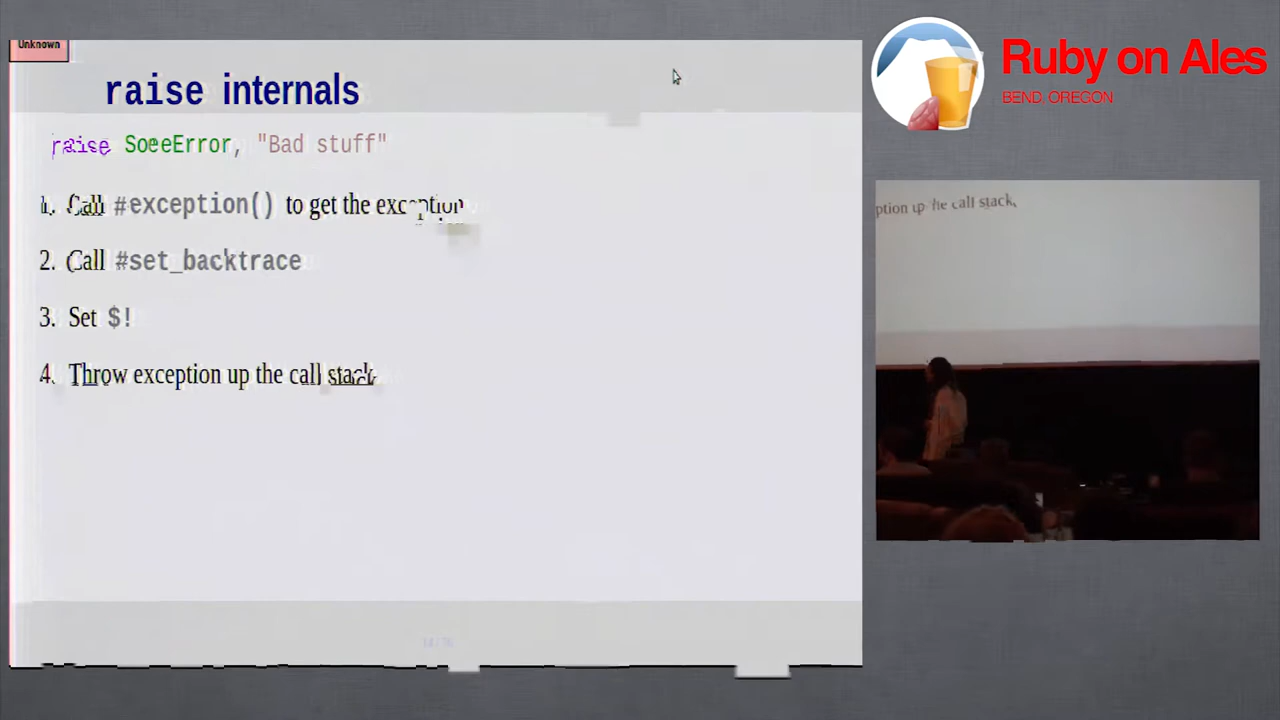 Unknown
raise internals
raise SomeError, "Bad stuff"
1. Call #exception() to get the exception
2. Call #set_backtrace
3. Set $!
4. Throw exception up the call stack
Ruby on Ales
BEND, OREGON
ption up the call stack,